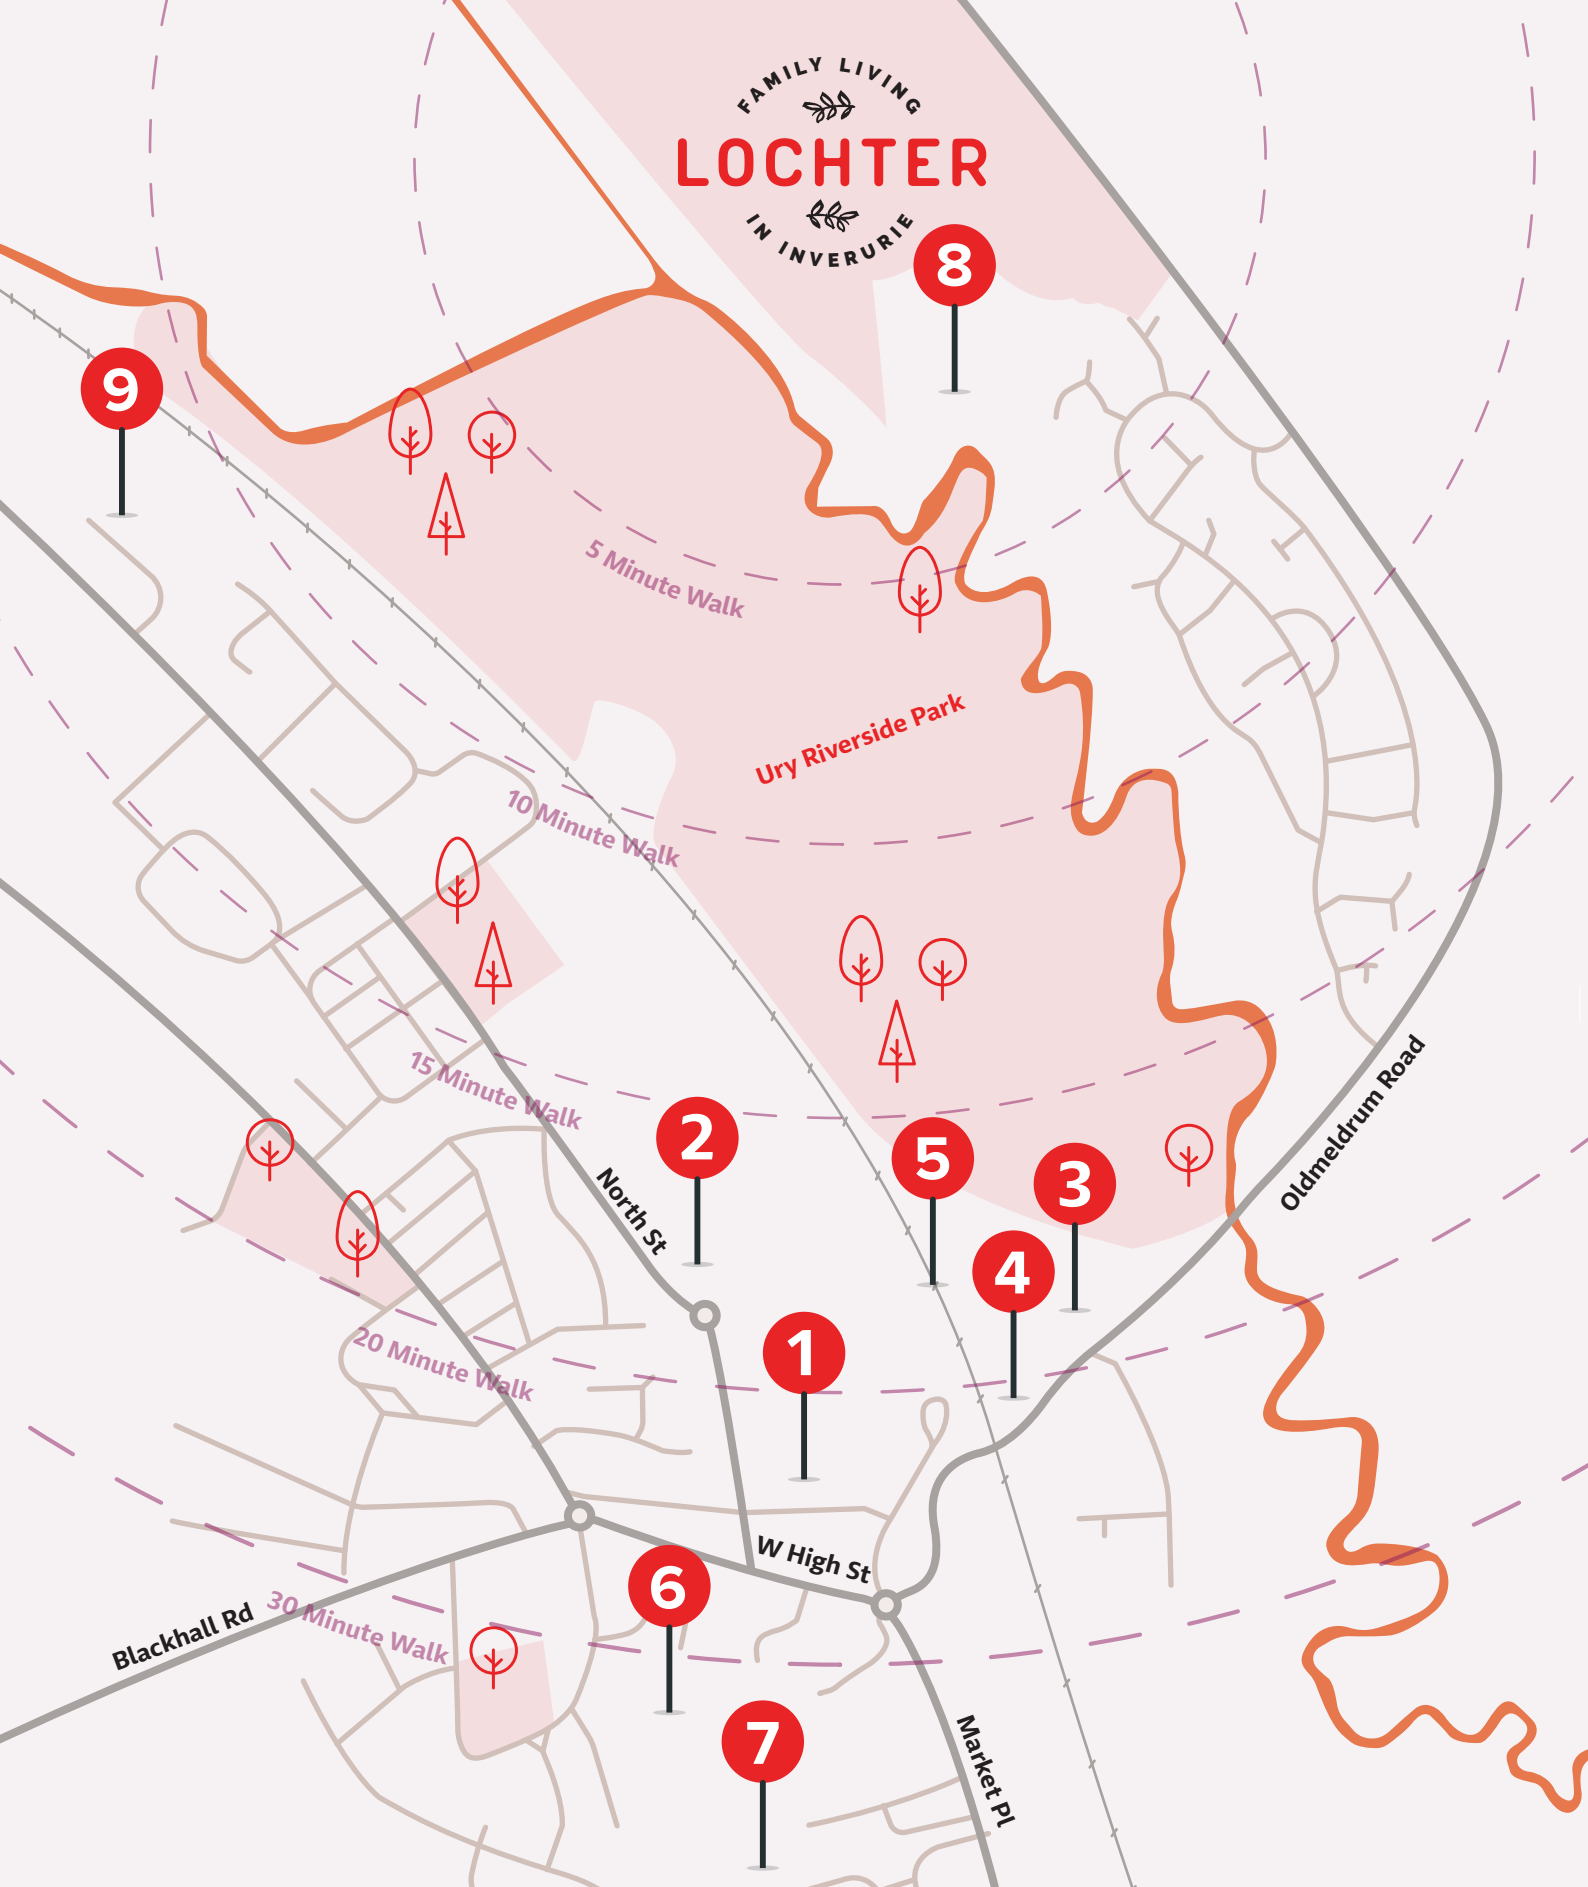 FAMILY LIVING
LOCHTER
IN INVERURIE
8
9
5 Minute Walk
Ury Riverside Park
10 Minute Walk
15 Minute Walk
Oldmeldrum Road
2
5
3
North St
4
20 Minute Walk
1
W High St
6
30 Minute Walk
Blackhall Rd
7
Market Pl